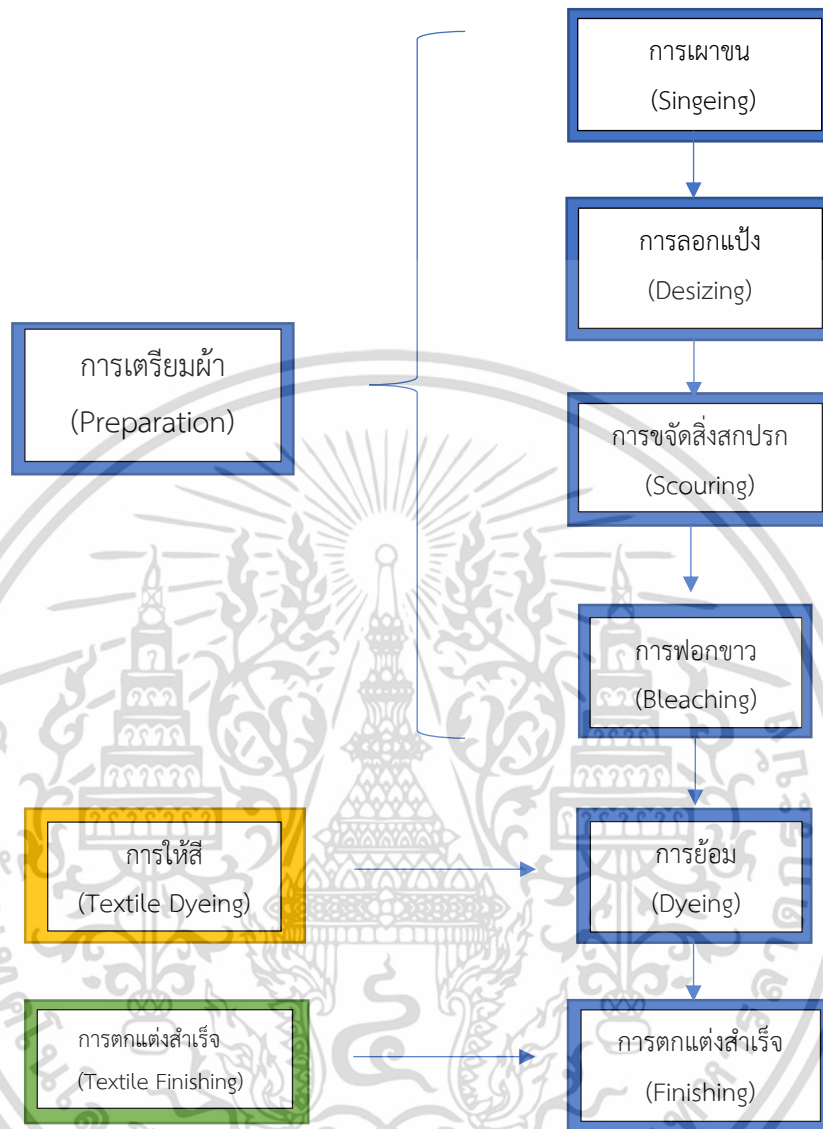 การเผาขน
(Singeing)
การลอกแป้ง
(Desizing)
การเตรียมผ้า
(Preparation)
การขจัดสิ่งสกปรก
(Scouring)
การฟอกขาว
(Bleaching)
การให้สี
(Textile Dyeing)
การย้อม
(Dyeing)
การตกแต่งสำเร็จ
(Textile Finishing)
การตกแต่งสำเร็จ
(Finishing)